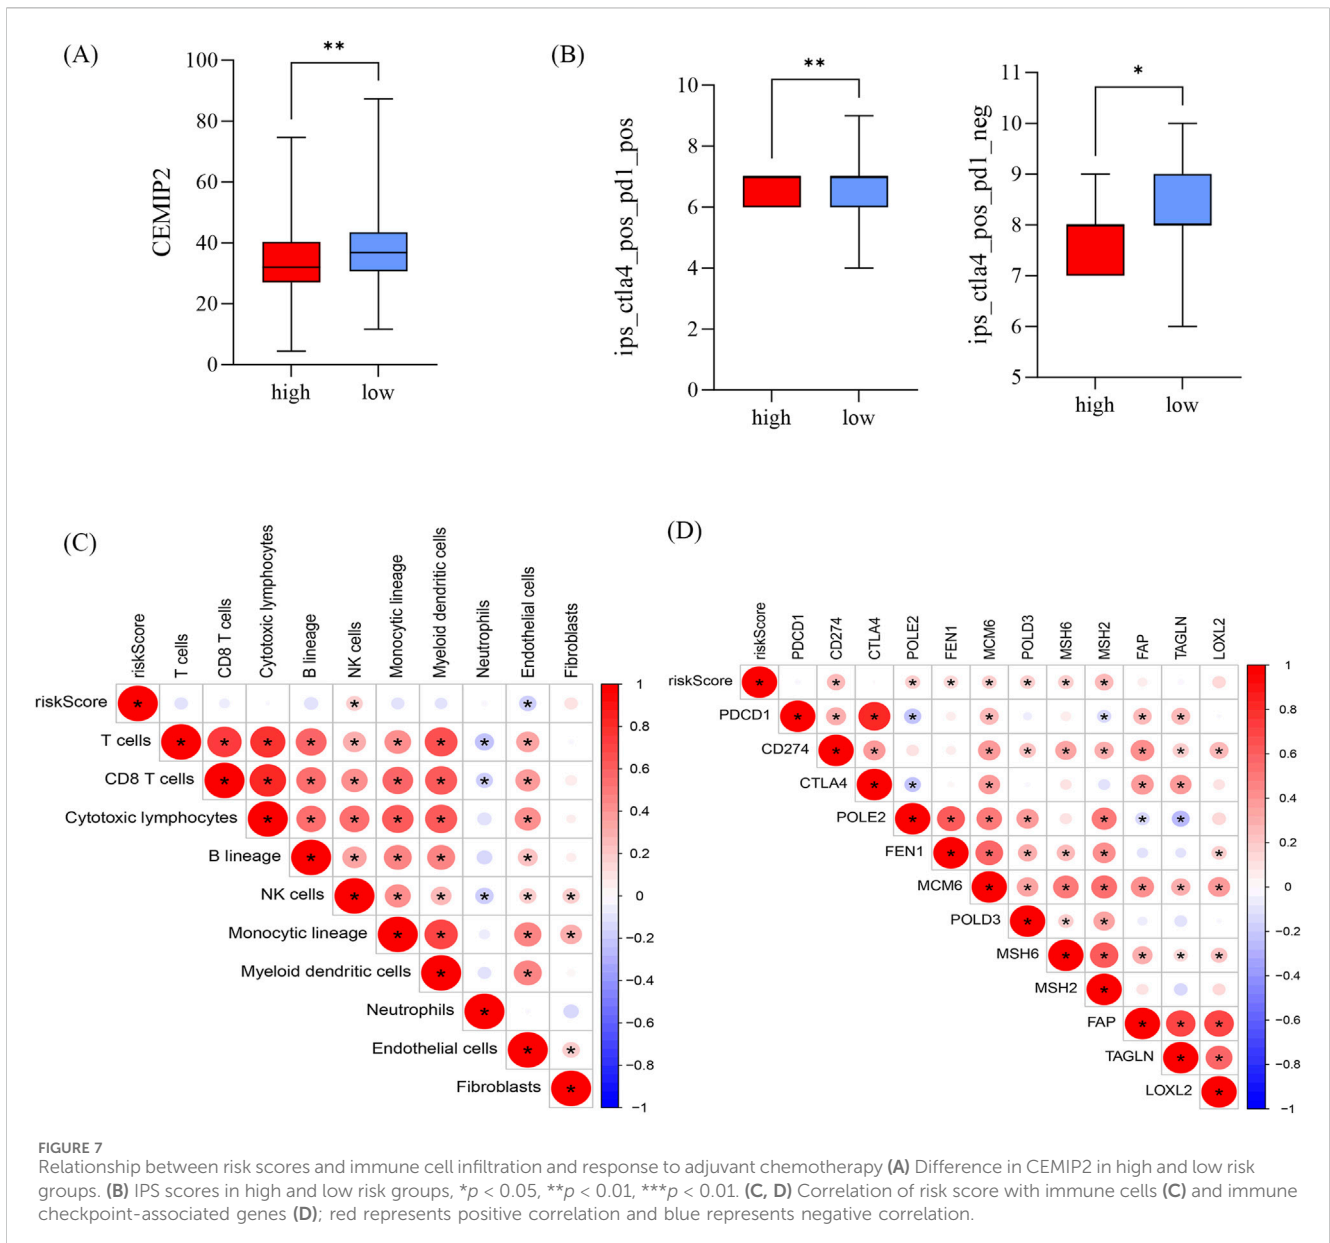 (A)
**
100
80
60
40
20
0
CEMIP2
high low
(B)
**
10
8
6
4
2
0
ips_ctla4_pos_pd1_pos
high low
*
11
10
9
8
7
6
5
ips_ctla4_pos_pd1_neg
high low
(C)
riskScore
T cells
CD8 T cells
Cytotoxic lymphocytes
B lineage
NK cells
Monocytic lineage
Myeloid dendritic cells
Neutrophils
Endothelial cells
Fibroblasts
riskScore * * *
T cells * * * * * * * * *
CD8 T cells * * * * * * * *
Cytotoxic lymphocytes * * * * * *
B lineage * * * * *
NK cells * * * * * *
Monocytic lineage * * * *
Myeloid dendritic cells * * *
Neutrophils *
Endothelial cells * *
Fibroblasts *
1
0.8
0.6
0.4
0.2
0
−0.2
−0.4
−0.6
−0.8
−1
(D)
riskScore
PDCD1
CD274
CTLA4
POLE2
FEN1
MCM6
POLD3
MSH6
MSH2
FAP
TAGLN
LOXL2
riskScore * * * * * * * *
PDCD1 * * * * * * * *
CD274 * * * * * * * * *
CTLA4 * * * * *
POLE2 * * * * * * *
FEN1 * * * * * *
MCM6 * * * * * * *
POLD3 * * *
MSH6 * * * * *
MSH2 *
FAP * * *
TAGLN * *
LOXL2 *
1
0.8
0.6
0.4
0.2
0
−0.2
−0.4
−0.6
−0.8
−1
FIGURE 7
Relationship between risk scores and immune cell infiltration and response to adjuvant chemotherapy (A) Difference in CEMIP2 in high and low risk
groups. (B) IPS scores in high and low risk groups, *p < 0.05, **p < 0.01, ***p < 0.01. (C, D) Correlation of risk score with immune cells (C) and immune
checkpoint-associated genes (D); red represents positive correlation and blue represents negative correlation.